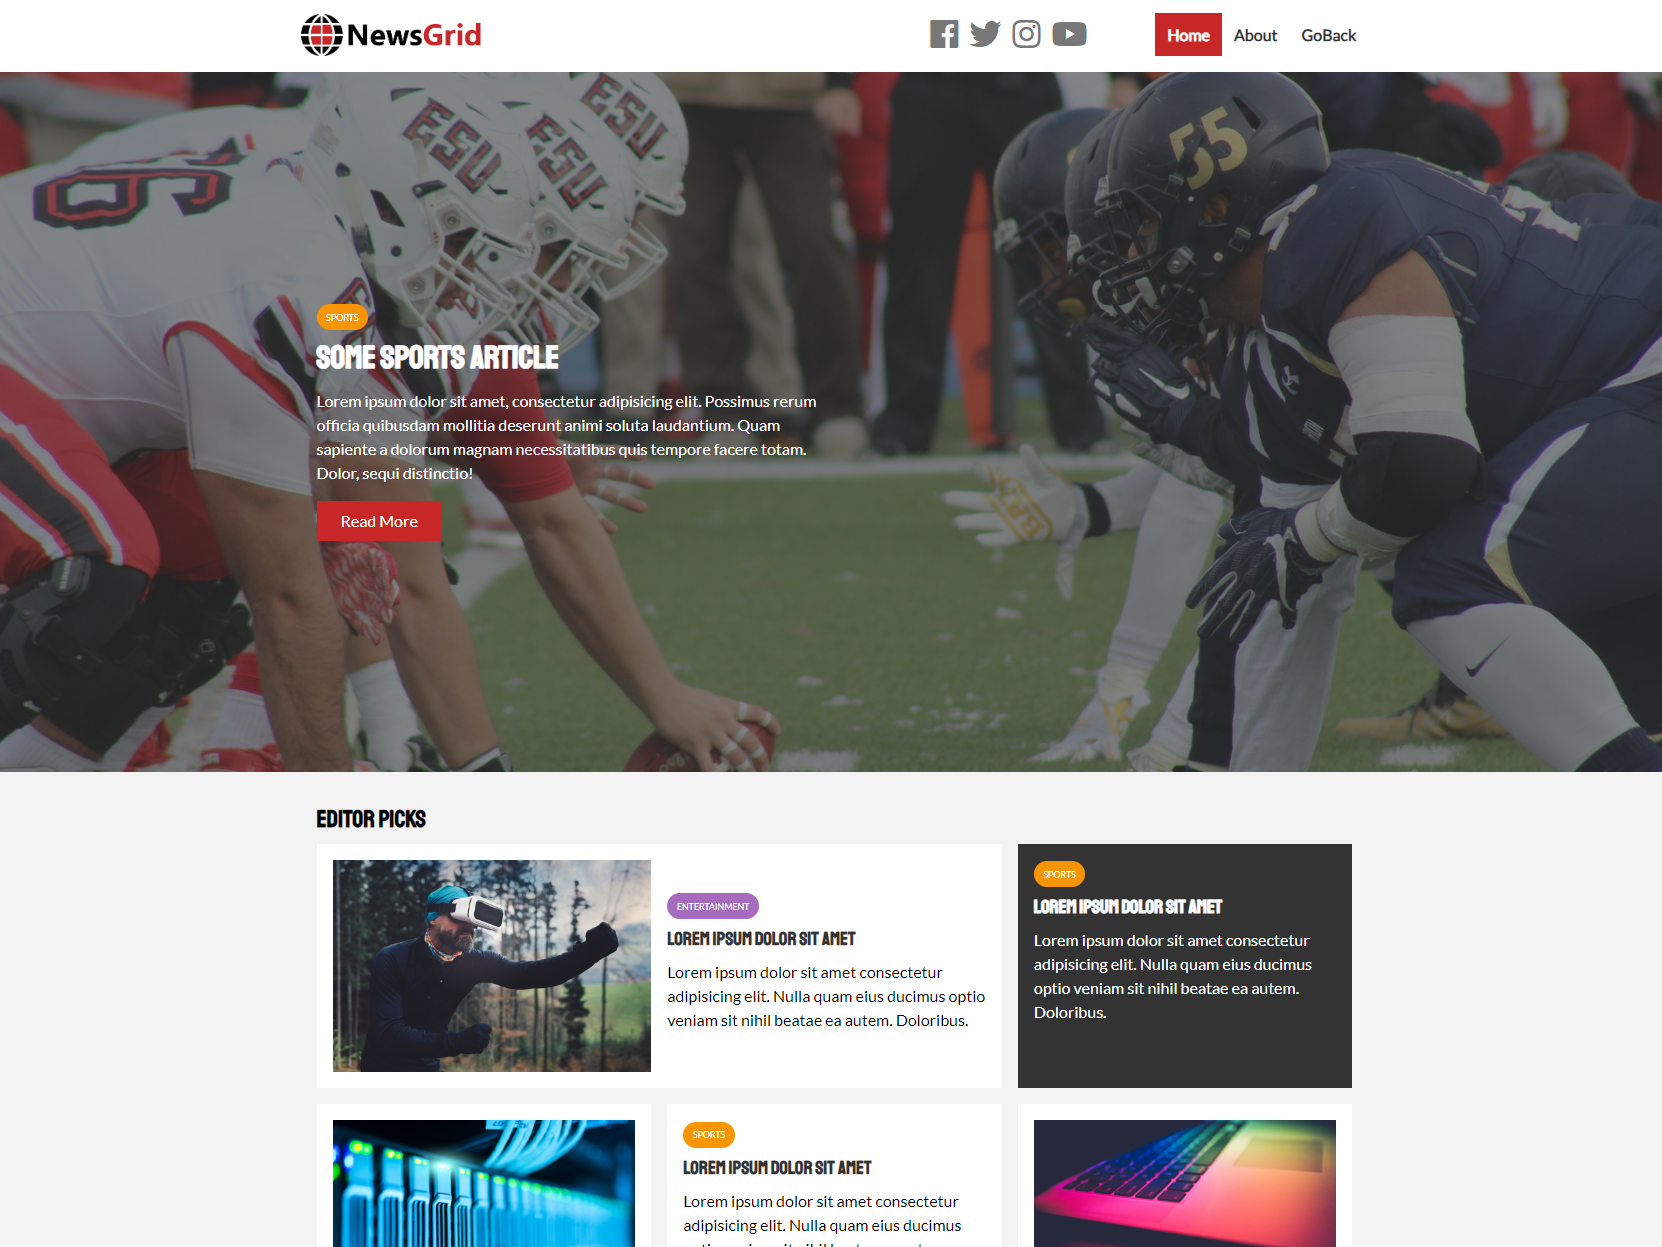 NewsGrid
Home About GoBack
ESU ESU ESU
55
9
SPORTS
SOME SPORTS ARTICLE
Lorem ipsum dolor sit amet, consectetur adipisicing elit. Possimus rerum
officia quibusdam mollitia deserunt animi soluta laudantium. Quam
sapiente a dolorum magnam necessitatibus quis tempore facere totam.
Dolor, sequi distinctio!
Read More
EDITOR PICKS
ENTERTAINMENT
LOREM IPSUM DOLOR SIT AMET
Lorem ipsum dolor sit amet consectetur
adipisicing elit. Nulla quam eius ducimus optio
veniam sit nihil beatae ea autem. Doloribus.
SPORTS
LOREM IPSUM DOLOR SIT AMET
Lorem ipsum dolor sit amet consectetur
adipisicing elit. Nulla quam eius ducimus
optio veniam sit nihil beatae ea autem.
Doloribus.
SPORTS
LOREM IPSUM DOLOR SIT AMET
Lorem ipsum dolor sit amet consectetur
adipisicing elit. Nulla quam eius ducimus